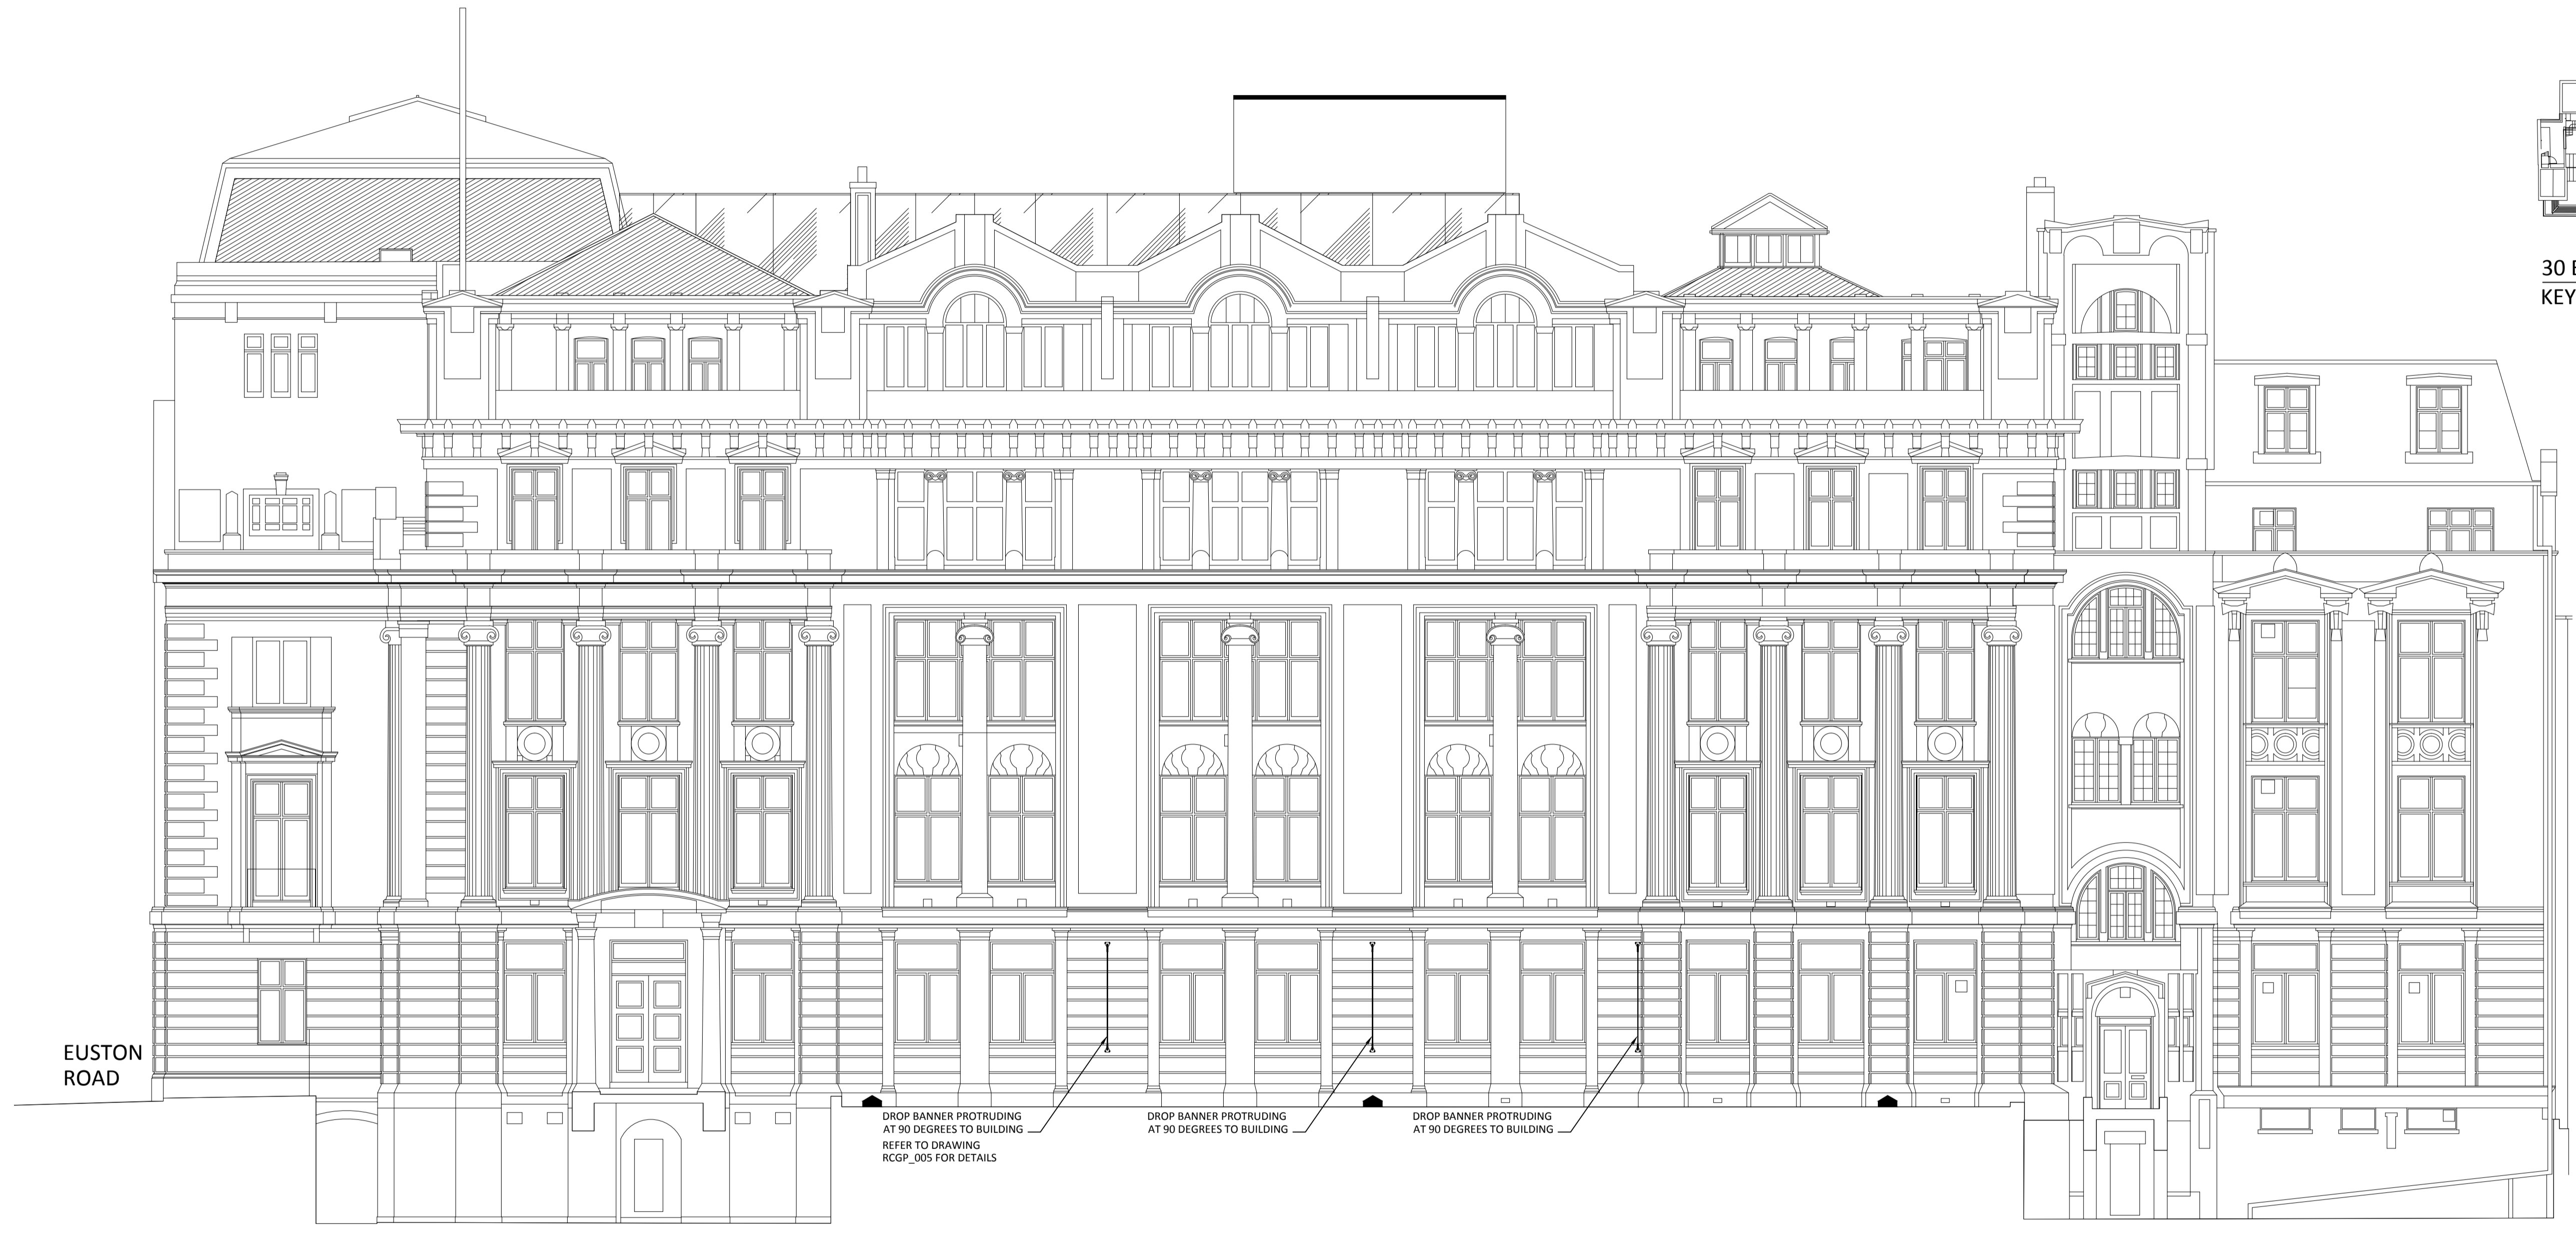 30 E
KEY
EUSTON
ROAD
DROP BANNER PROTRUDING
AT 90 DEGREES TO BUILDING
REFER TO DRAWING
RCGP_005 FOR DETAILS
DROP BANNER PROTRUDING
AT 90 DEGREES TO BUILDING
DROP BANNER PROTRUDING
AT 90 DEGREES TO BUILDING